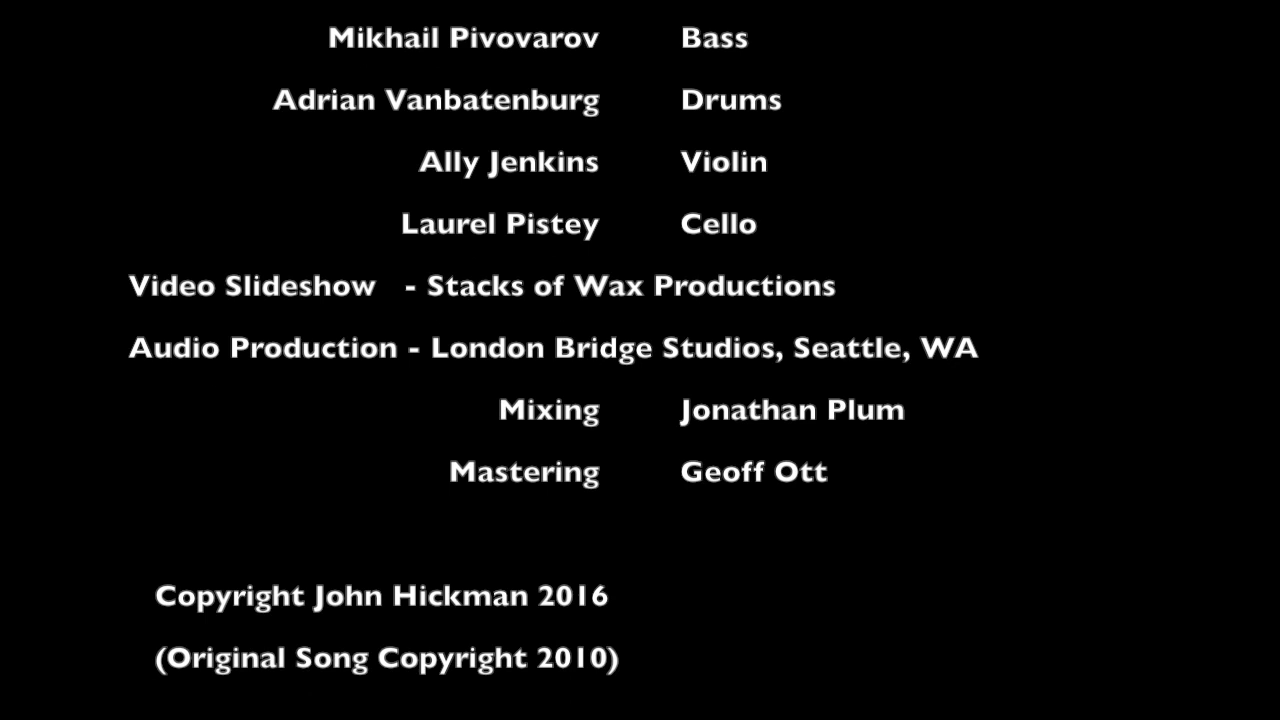 Mikhail Pivovarov Bass
Adrian Vanbatenburg Drums
Ally Jenkins Violin
Laurel Pistey Cello
Video Slideshow - Stacks of Wax Productions
Audio Production - London Bridge Studios, Seattle, WA
Mixing Jonathan Plum
Mastering Geoff Ott
Copyright John Hickman 2016
(Original Song Copyright 2010)